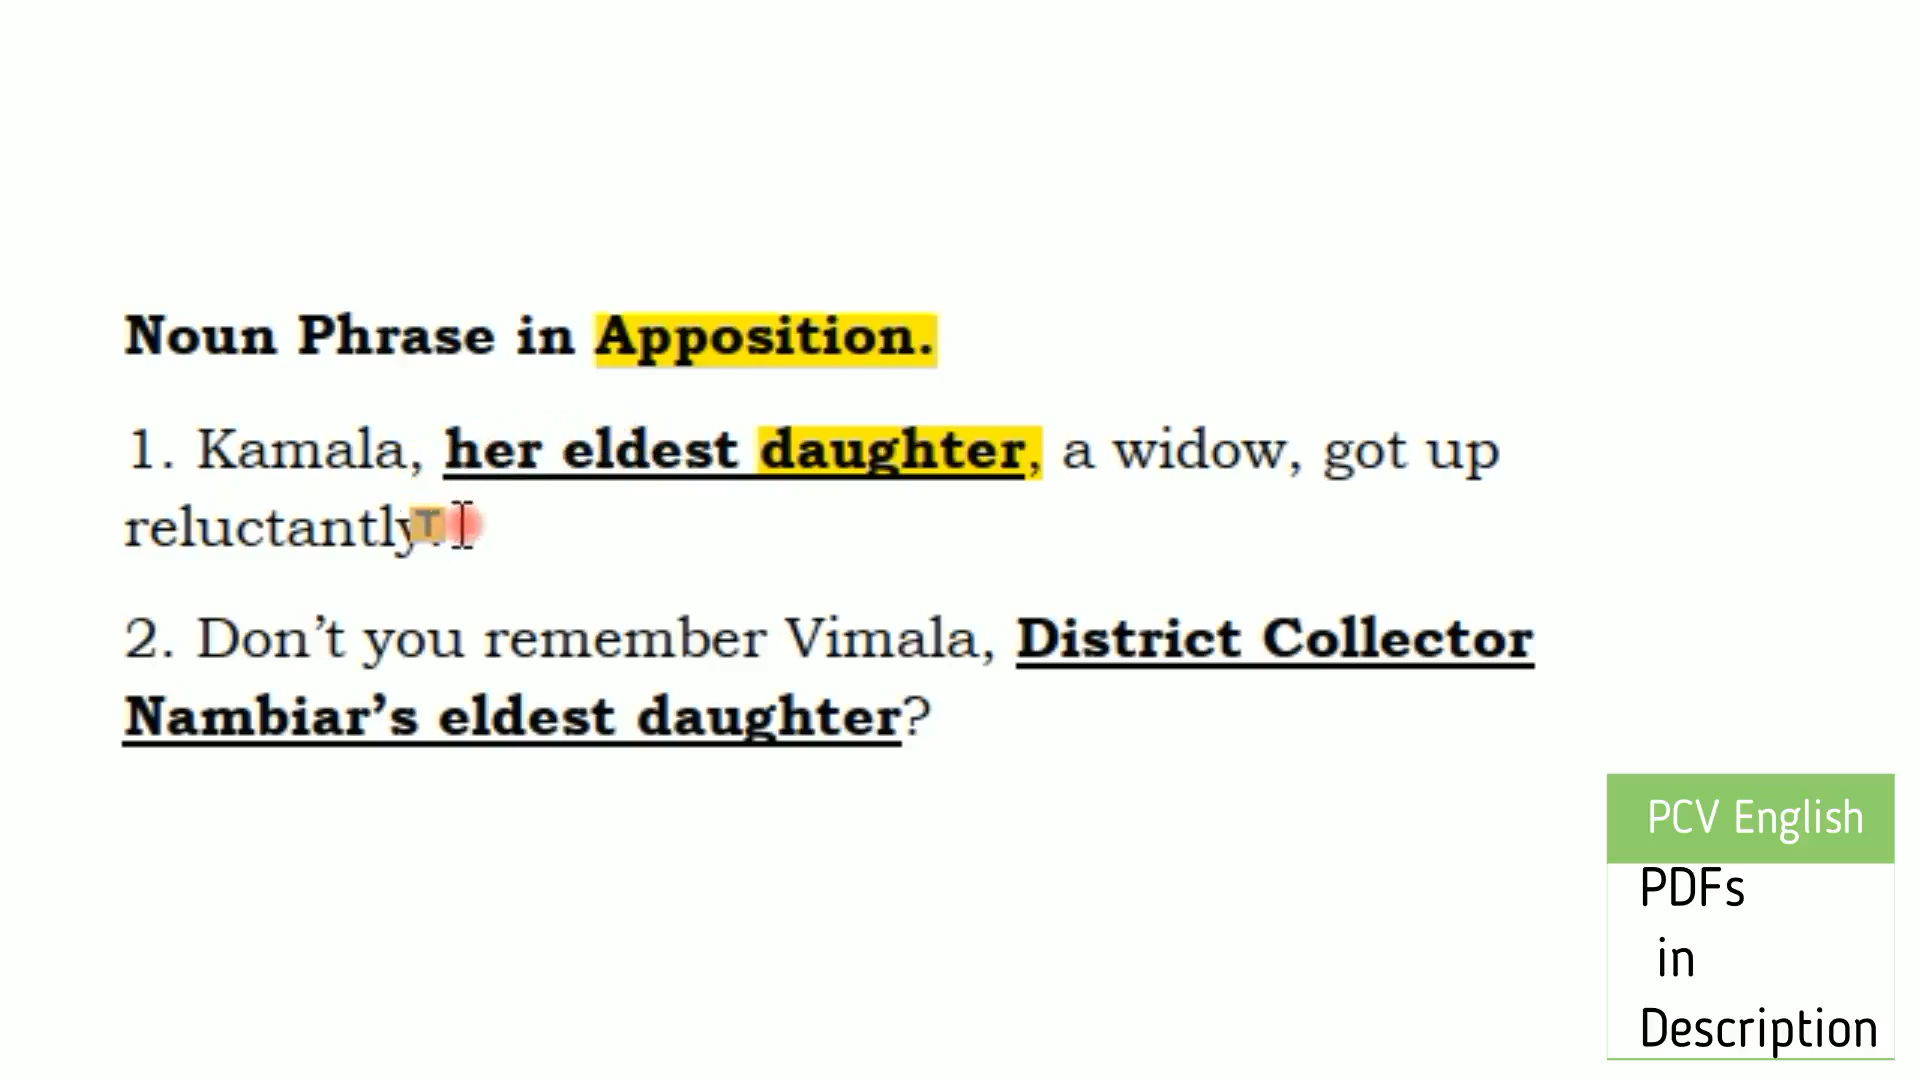 Noun Phrase in Apposition.
1. Kamala, her eldest daughter, a widow, got up
reluctantly.
2. Don’t you remember Vimala, District Collector
Nambiar’s eldest daughter?
PCV English
PDFs
in
Description